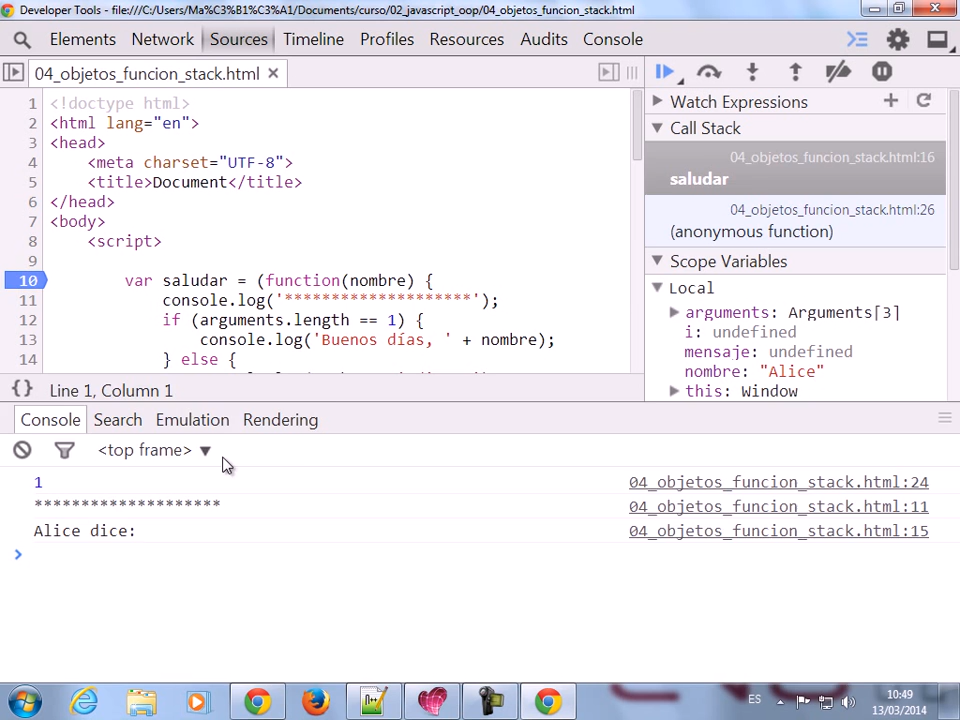 Developer Tools - file:///C:/Users/Ma%C3%B1%C3%A1/Documents/curso/02_javascript_oop/04_objetos_funcion_stack.html
Elements Network Sources Timeline Profiles Resources Audits Console
04_objetos_funcion_stack.html ×
1 <!doctype html>
2 <html lang="en">
3 <head>
4 <meta charset="UTF-8">
5 <title>Document</title>
6 </head>
7 <body>
8 <script>
9
10 var saludar = (function(nombre) {
11 console.log('********************');
12 if (arguments.length == 1) {
13 console.log('Buenos días, ' + nombre);
14 } else {
{} Line 1, Column 1
Watch Expressions
Call Stack
04_objetos_funcion_stack.html:16
saludar
04_objetos_funcion_stack.html:26
(anonymous function)
Scope Variables
Local
arguments: Arguments[3]
i: undefined
mensaje: undefined
nombre: "Alice"
this: Window
Console Search Emulation Rendering
<top frame>
1 04_objetos_funcion_stack.html:24
******************** 04_objetos_funcion_stack.html:11
Alice dice: 04_objetos_funcion_stack.html:15
ES
10:49
13/03/2014